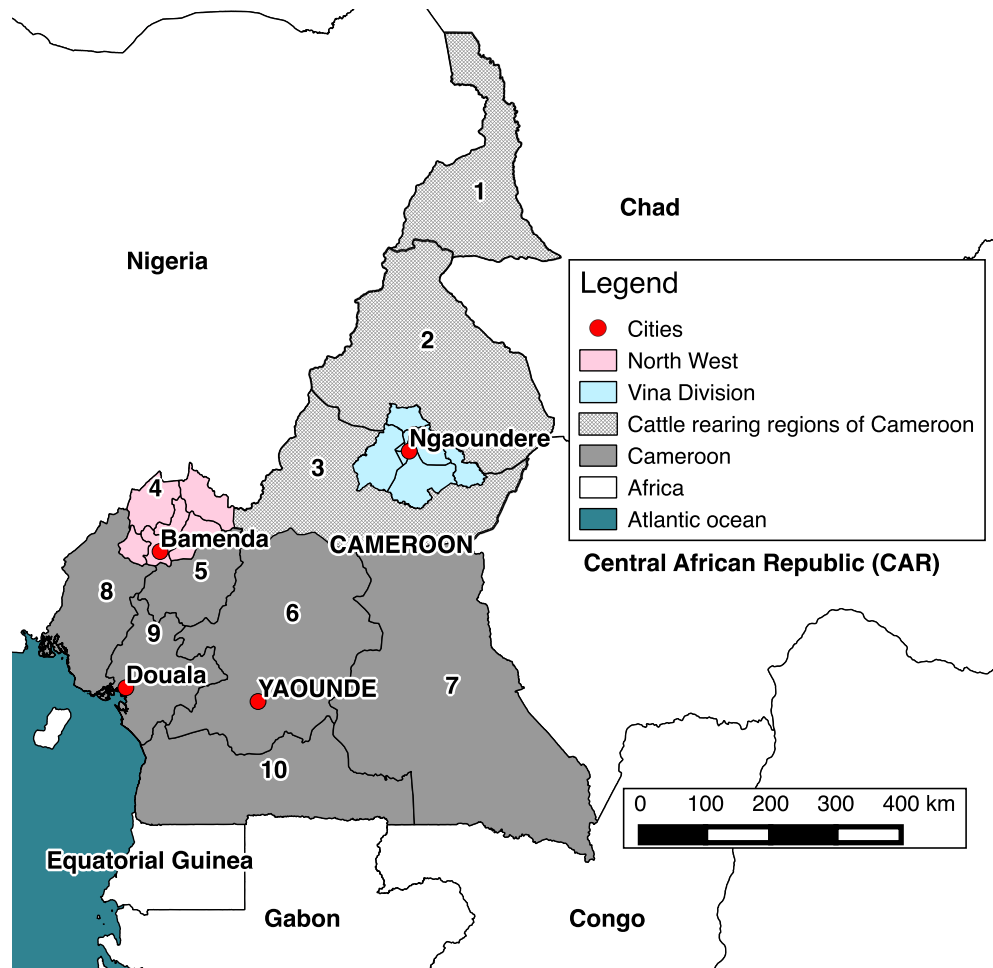 1
Chad
Nigeria
Legend
Cities
North West
Vina Division
Cattle rearing regions of Cameroon
Cameroon
Africa
Atlantic ocean
2
Ngaoundere
3
4
Bamenda
CAMEROON
Central African Republic (CAR)
5
8
6
9
Douala
YAOUNDE
7
10
0 100 200 300 400 km
Equatorial Guinea
Gabon
Congo